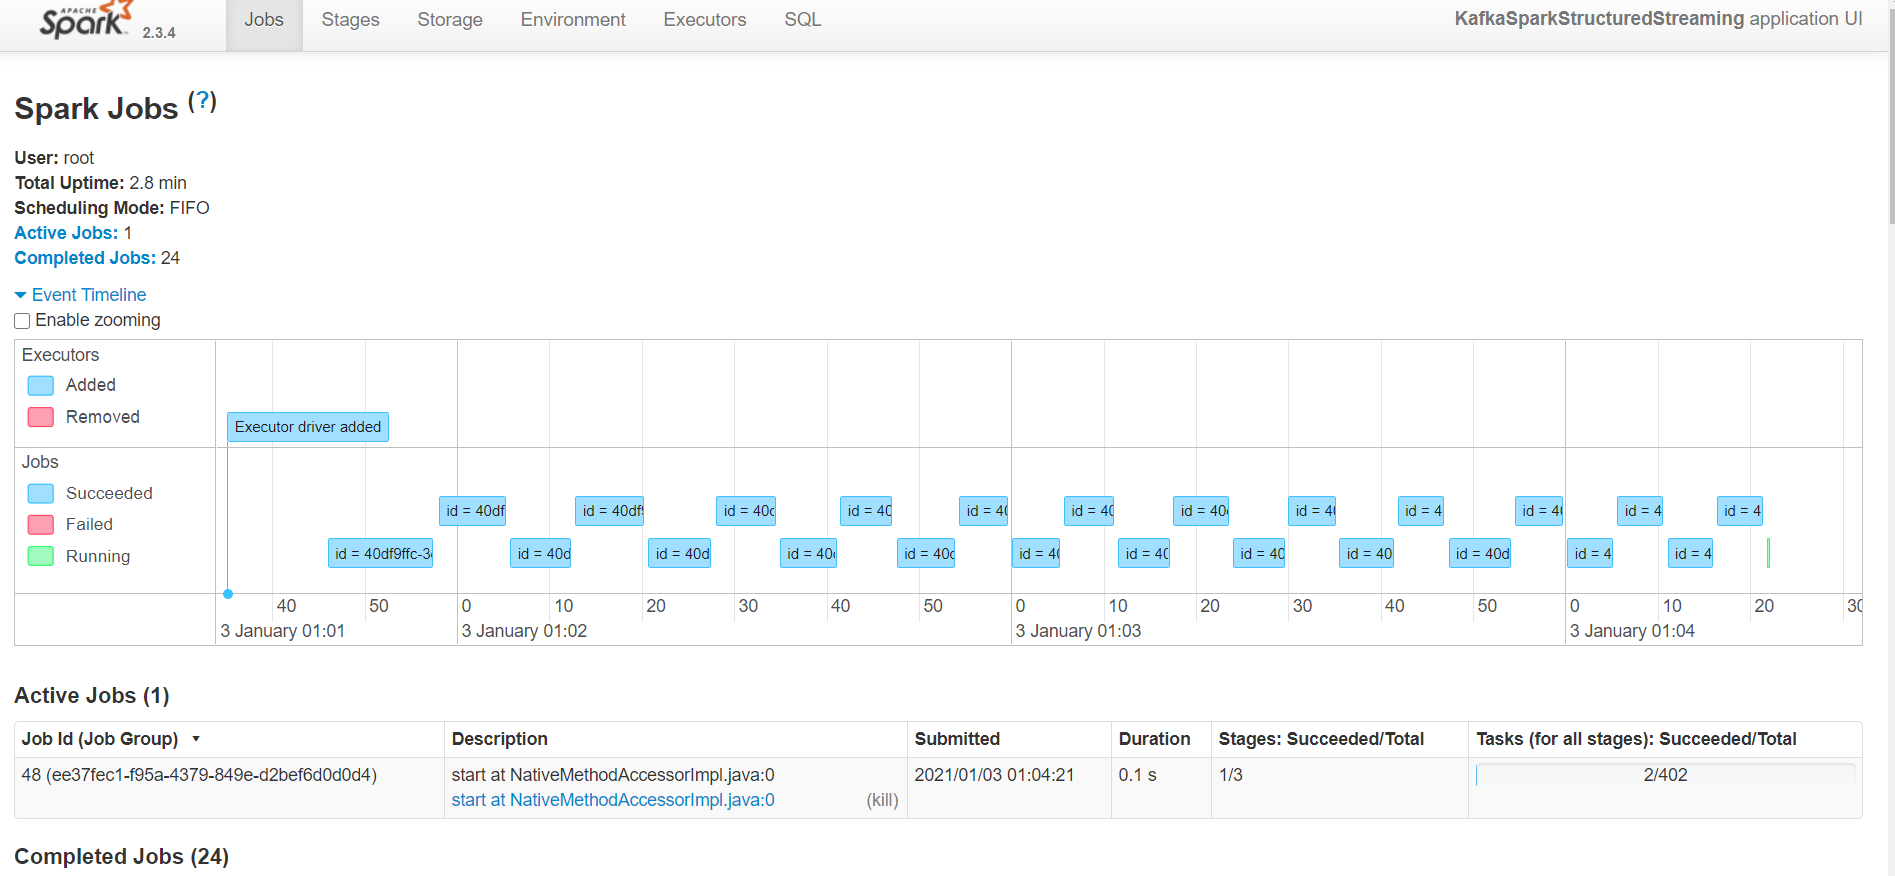 APACHE
Spark 2.3.4
Jobs
Stages
Storage
Environment
Executors
SQL
KafkaSparkStructuredStreaming application UI
Spark Jobs (?)
User: root
Total Uptime: 2.8 min
Scheduling Mode: FIFO
Active Jobs: 1
Completed Jobs: 24
Event Timeline
Enable zooming
Executors
Added
Removed
Executor driver added
Jobs
Succeeded
Failed
Running
id = 40df
id = 40df
id = 40
id = 40
id = 4
id = 40
id = 40
id = 4
id = 4
id = 4
id = 4
id = 4
id = 40df9ffc-3
id = 40d
id = 40d
id = 40
id = 40
id = 4
id = 40
id = 40
id = 40
id = 40d
id = 4
id = 4
40 50 0 10 20 30 40 50 0 10 20 30 40 50 0 10 20 30
3 January 01:01 3 January 01:02 3 January 01:03 3 January 01:04
Active Jobs (1)
Job Id (Job Group) Description Submitted Duration Stages: Succeeded/Total Tasks (for all stages): Succeeded/Total
48 (ee37fec1-f95a-4379-849e-d2bef6d0d0d4) start at NativeMethodAccessorImpl.java:0 2021/01/03 01:04:21 0.1 s 1/3 2/402
start at NativeMethodAccessorImpl.java:0 (kill)
Completed Jobs (24)